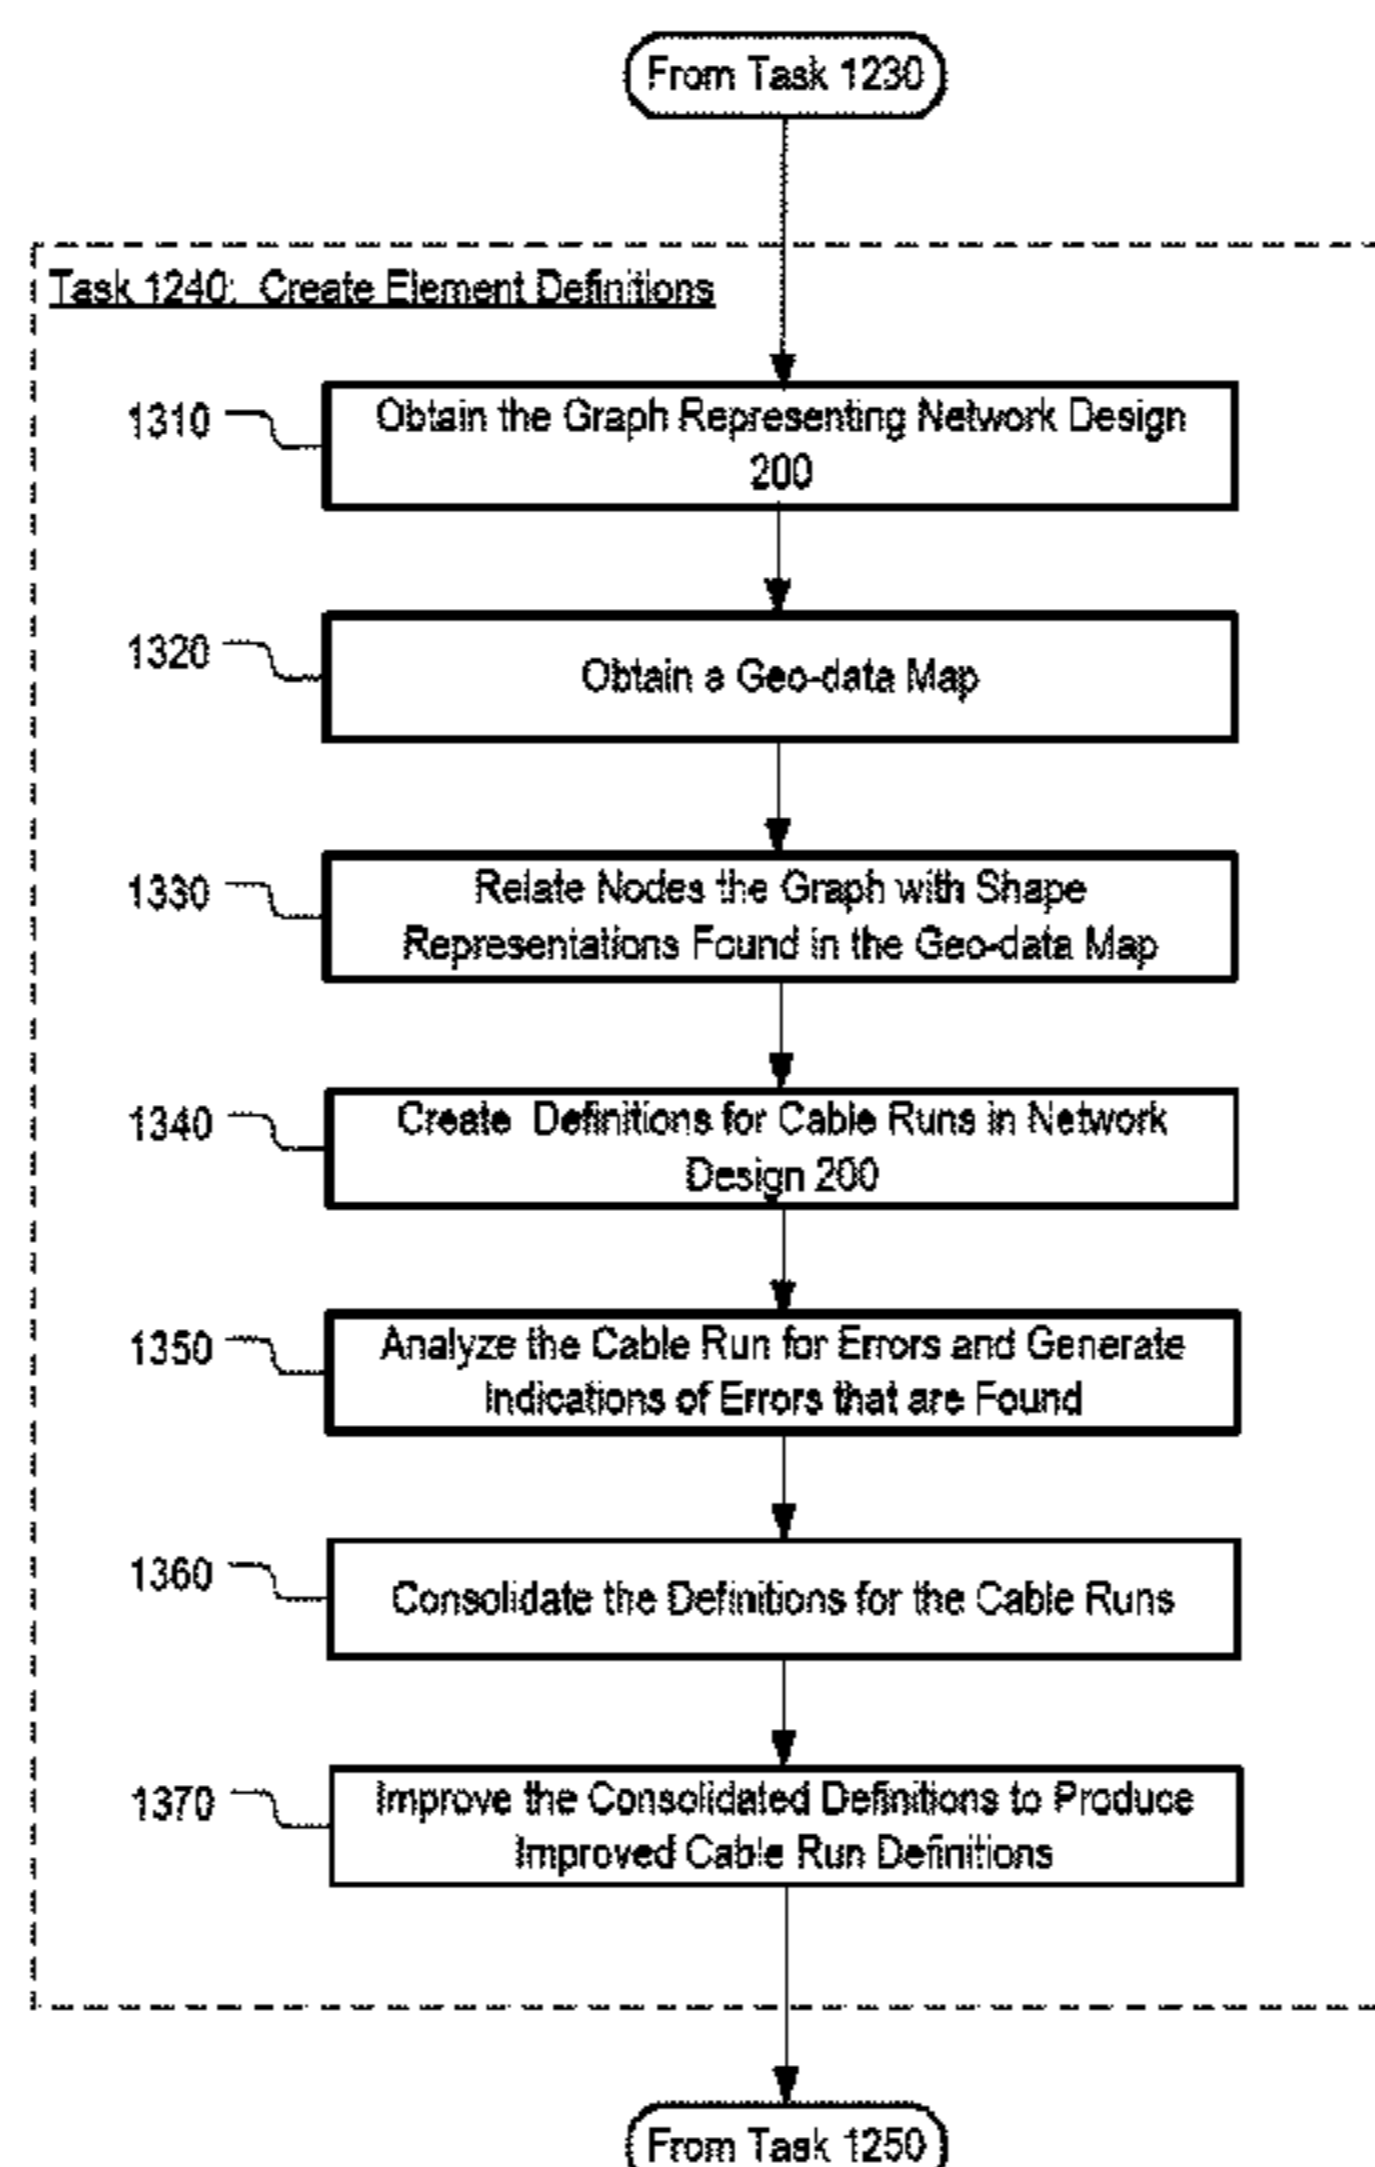 From Task 1230
Task 1240: Create Element Definitions
1310
Obtain the Graph Representing Network Design
200
1320
Obtain a Geo-data Map
1330
Relate Nodes the Graph with Shape
Representations Found in the Geo-data Map
1340
Create Definitions for Cable Runs in Network
Design 200
1350
Analyze the Cable Run for Errors and Generate
Indications of Errors that are Found
1360
Consolidate the Definitions for the Cable Runs
1370
Improve the Consolidated Definitions to Produce
Improved Cable Run Definitions
From Task 1250